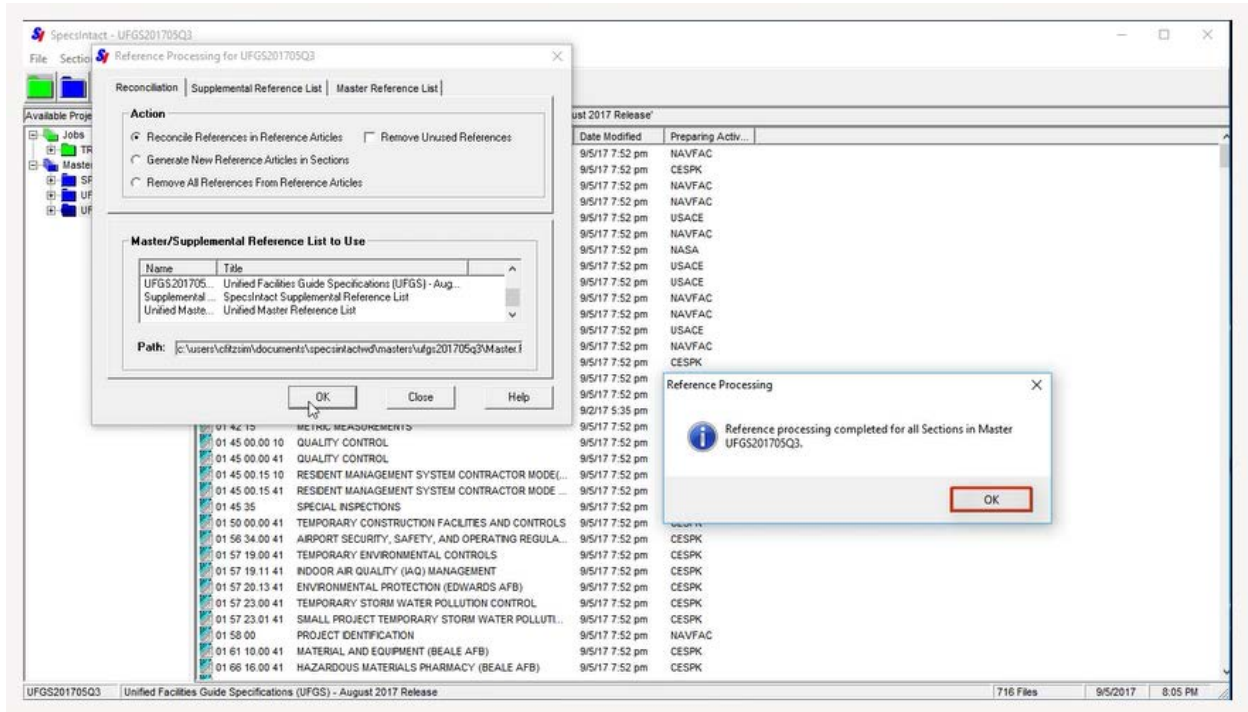 SpecsIntact - UFGS201705Q3
File Sectio
Reference Processing for UFGS201705Q3
Reconciliation Supplemental Reference List Master Reference List
Action
Reconcile References in Reference Articles Remove Unused References
Generate New Reference Articles in Sections
Remove All References From Reference Articles
Master/Supplemental Reference List to Use
Name Title
UFGS201705... Unified Facilities Guide Specifications (UFGS) - Aug...
Supplemental ... SpecsIntact Supplemental Reference List
Unified Maste... Unified Master Reference List
Path: c:\users\cfitzsim\documents\specsintactwd\masters\ufgs201705q3\Master.
OK Close Help
Available Proje
Jobs
TR
Maste
SP
UF
UF
ust 2017 Release'
Date Modified Preparing Activ...
9/5/17 7:52 pm NAVFAC
9/5/17 7:52 pm CESPK
9/5/17 7:52 pm NAVFAC
9/5/17 7:52 pm NAVFAC
9/5/17 7:52 pm USACE
9/5/17 7:52 pm NAVFAC
9/5/17 7:52 pm NASA
9/5/17 7:52 pm USACE
9/5/17 7:52 pm USACE
9/5/17 7:52 pm NAVFAC
9/5/17 7:52 pm NAVFAC
9/5/17 7:52 pm USACE
9/5/17 7:52 pm NAVFAC
9/5/17 7:52 pm CESPK
9/5/17 7:52 pm
9/5/17 7:52 pm
9/2/17 5:35 pm
01 42 15 METRIC MEASUREMENTS 9/5/17 7:52 pm
01 45 00.00 10 QUALITY CONTROL 9/5/17 7:52 pm
01 45 00.00 41 QUALITY CONTROL 9/5/17 7:52 pm
01 45 00.15 10 RESIDENT MANAGEMENT SYSTEM CONTRACTOR MODE(... 9/5/17 7:52 pm
01 45 00.15 41 RESIDENT MANAGEMENT SYSTEM CONTRACTOR MODE ... 9/5/17 7:52 pm
01 45 35 SPECIAL INSPECTIONS 9/5/17 7:52 pm
01 50 00.00 41 TEMPORARY CONSTRUCTION FACILITIES AND CONTROLS 9/5/17 7:52 pm CESPK
01 56 34.00 41 AIRPORT SECURITY, SAFETY, AND OPERATING REGULA... 9/5/17 7:52 pm CESPK
01 57 19.00 41 TEMPORARY ENVIRONMENTAL CONTROLS 9/5/17 7:52 pm CESPK
01 57 19.11 41 INDOOR AIR QUALITY (IAQ) MANAGEMENT 9/5/17 7:52 pm CESPK
01 57 20.13 41 ENVIRONMENTAL PROTECTION (EDWARDS AFB) 9/5/17 7:52 pm CESPK
01 57 23.00 41 TEMPORARY STORM WATER POLLUTION CONTROL 9/5/17 7:52 pm CESPK
01 57 23.01 41 SMALL PROJECT TEMPORARY STORM WATER POLLUTI... 9/5/17 7:52 pm CESPK
01 58 00 PROJECT IDENTIFICATION 9/5/17 7:52 pm NAVFAC
01 61 10.00 41 MATERIAL AND EQUIPMENT (BEALE AFB) 9/5/17 7:52 pm CESPK
01 66 16.00 41 HAZARDOUS MATERIALS PHARMACY (BEALE AFB) 9/5/17 7:52 pm CESPK
Reference Processing
Reference processing completed for all Sections in Master
UFGS201705Q3.
OK
UFGS201705Q3 Unified Facilities Guide Specifications (UFGS) - August 2017 Release 716 Files 9/5/2017 8:05 PM